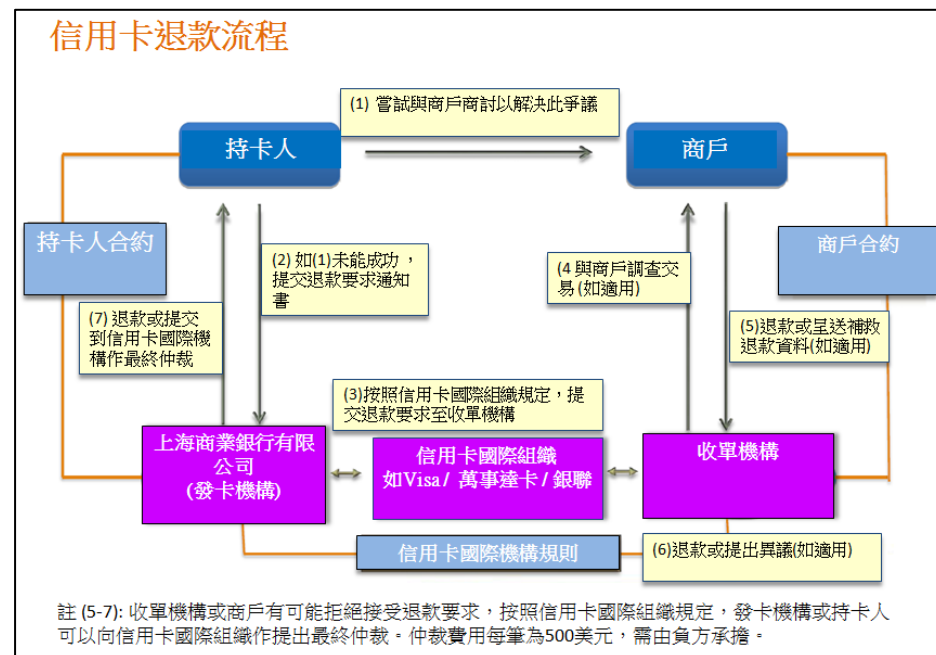 信用卡退款流程
(1) 嘗試與商戶商討以解決此爭議
持卡人
商戶
持卡人合約
商戶合約
(2) 如(1)未能成功，
提交退款要求通知
書
(4 與商戶調查交
易 (如適用)
(7) 退款或提交
到信用卡國際機
構作最終仲裁
(5)退款或呈送補救
退款資料(如適用)
(3)按照信用卡國際組織規定，提
交退款要求至收單機構
上海商業銀行有限
公司
(發卡機構)
信用卡國際組織
如Visa/ 萬事達卡/ 銀聯
收單機構
信用卡國際機構規則
(6)退款或提出異議(如適用)
註 (5-7): 收單機構或商戶有可能拒絕接受退款要求，按照信用卡國際組織規定，發卡機構或持卡人
可以向信用卡國際組織作提出最終仲裁。仲裁費用每筆為500美元，需由負方承擔。